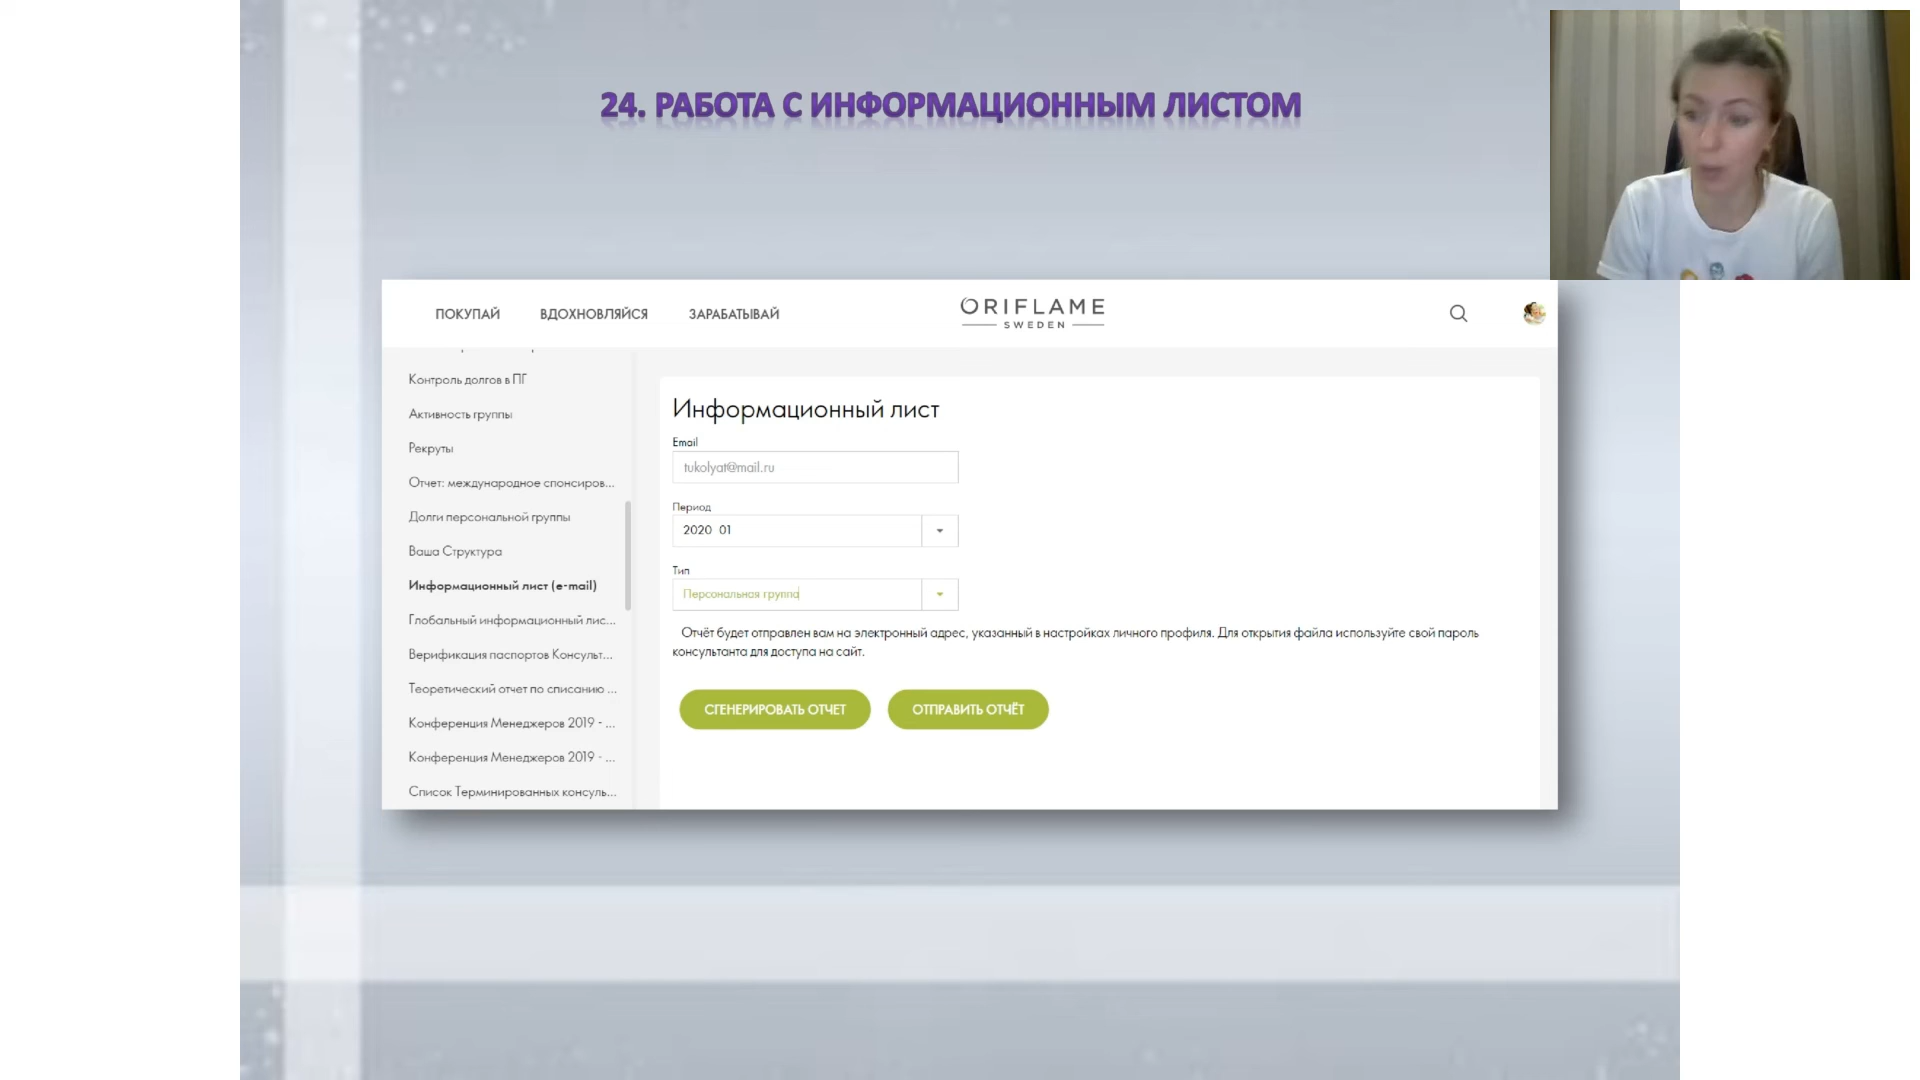 24. РАБОТА С ИНФОРМАЦИОННЫМ ЛИСТОМ
ПОКУПАЙ ВДОХНОВЛЯЙСЯ ЗАРАБАТЫВАЙ
ORIFLAME
SWEDEN
Контроль долгов в ПГ
Активность группы
Рекруты
Отчет: международное спонсиров...
Долги персональной группы
Ваша Структура
Информационный лист (e-mail)
Глобальный информационный лис...
Верификация паспортов Консульт...
Теоретический отчет по списанию ...
Конференция Менеджеров 2019 - ...
Конференция Менеджеров 2019 - ...
Список Терминированных консуль...
Информационный лист
Email
tukolyat@mail.ru
Период
2020 01
Тип
Персональная группа
Отчёт будет отправлен вам на электронный адрес, указанный в настройках личного профиля. Для открытия файла используйте свой пароль
консультанта для доступа на сайт.
СГЕНЕРИРОВАТЬ ОТЧЕТ ОТПРАВИТЬ ОТЧЁТ